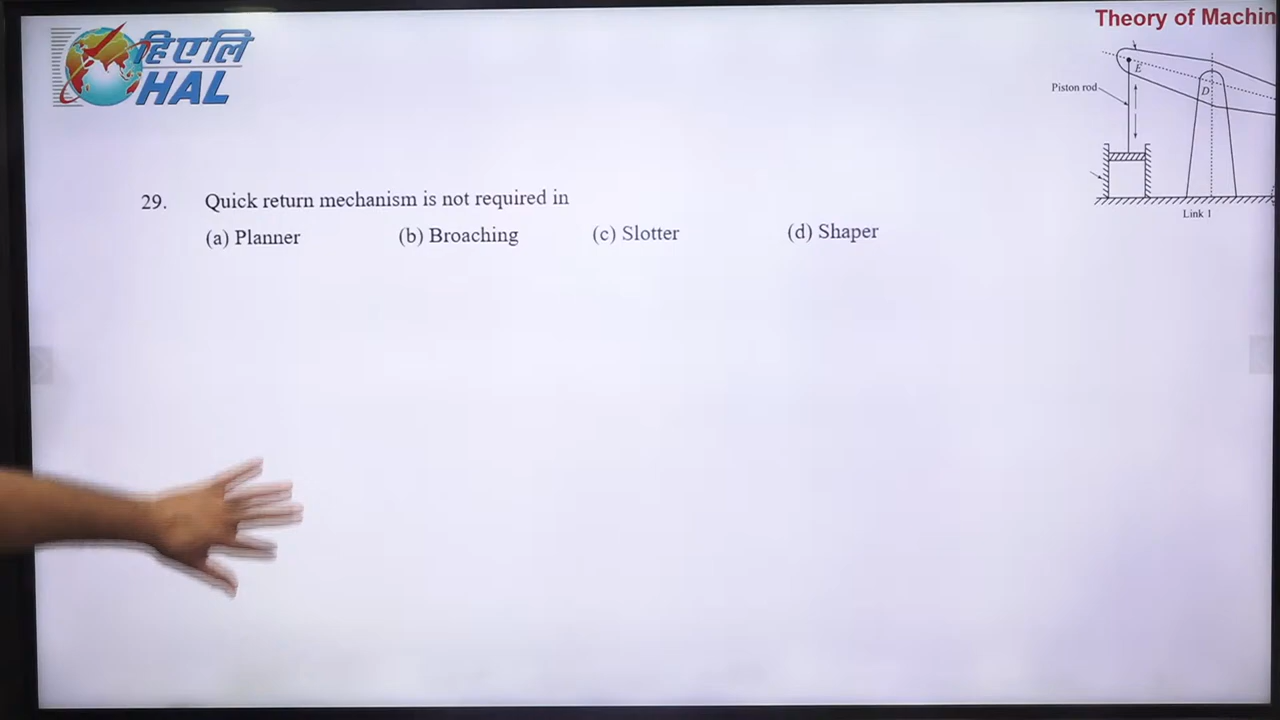 हिएलि
HAL
Theory of Machin
E
Piston rod
D
Link 1
29. Quick return mechanism is not required in
(a) Planner (b) Broaching (c) Slotter (d) Shaper